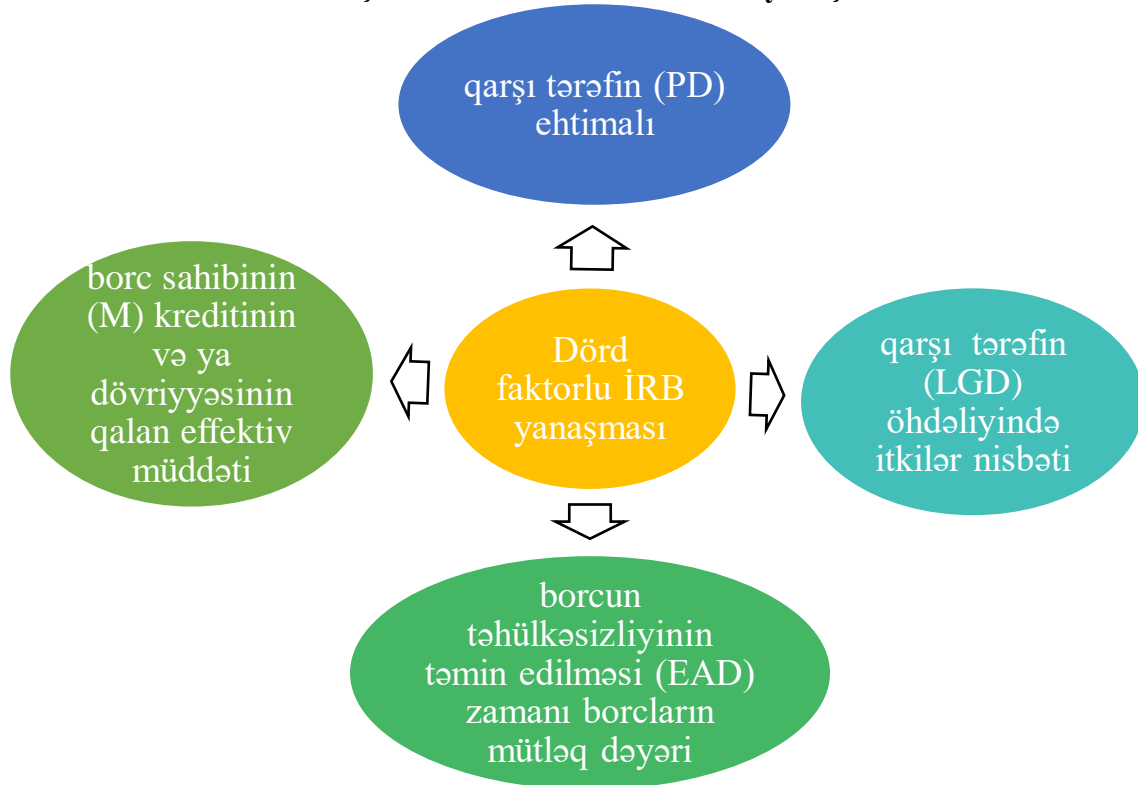 qarşı tərəfin (PD)
ehtimalı
borc sahibinin
(M) kreditinin
və ya
dövriyyəsinin
qalan effektiv
müddəti
Dörd
faktorlu İRB
yanaşması
qarşı tərəfin
(LGD)
öhdəliyində
itkilər nisbəti
borcun
təhülkəsizliyinin
təmin edilməsi (EAD)
zamanı borcların
mütləq dəyəri